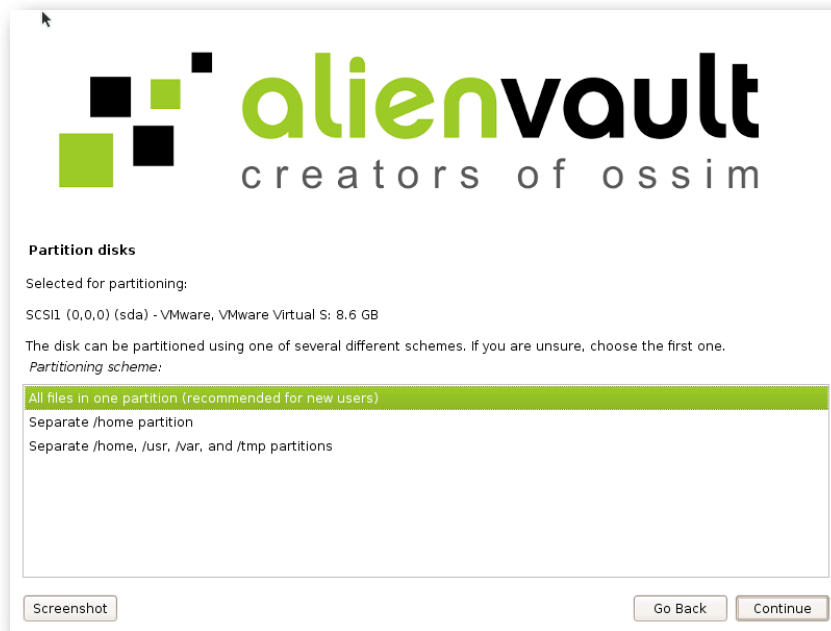 alienvault
creators of ossim
Partition disks
Selected for partitioning:
SCSI1 (0,0,0) (sda) - VMware, VMware Virtual S: 8.6 GB
The disk can be partitioned using one of several different schemes. If you are unsure, choose the first one.
Partitioning scheme:
All files in one partition (recommended for new users)
Separate /home partition
Separate /home, /usr, /var, and /tmp partitions
Screenshot
Go Back
Continue